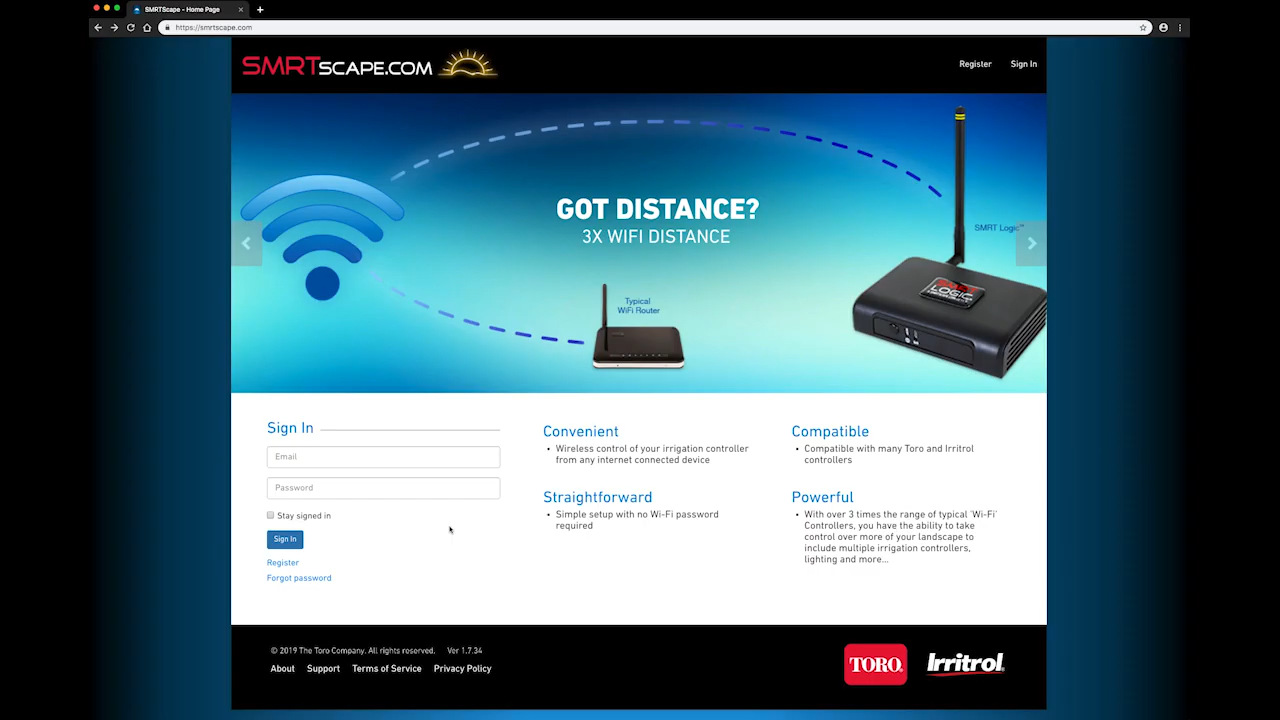 SMRTScape - Home Page
https://smrtscape.com
SMRTSCAPE.COM
Register
Sign In
GOT DISTANCE?
3X WIFI DISTANCE
SMRT Logic™
SMRT
LOGIC
Typical
WiFi Router
Sign In
Email
Password
Stay signed in
Sign In
Register
Forgot password
Convenient
• Wireless control of your irrigation controller
from any internet connected device
Straightforward
• Simple setup with no Wi-Fi password
required
Compatible
• Compatible with many Toro and Irritrol
controllers
Powerful
• With over 3 times the range of typical 'Wi-Fi'
Controllers, you have the ability to take
control over more of your landscape to
include multiple irrigation controllers,
lighting and more...
© 2019 The Toro Company. All rights reserved. Ver 1.7.34
About Support Terms of Service Privacy Policy
TORO.
Irritrol.